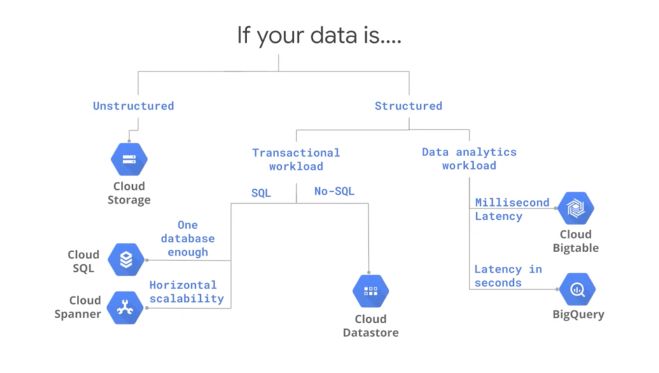 If your data is....
Unstructured
Structured
Cloud
Storage
Transactional
workload
Data analytics
workload
SQL
No-SQL
One
database
enough
Cloud
SQL
Horizontal
scalability
Cloud
Spanner
Cloud
Datastore
Millisecond
Latency
Cloud
Bigtable
Latency in
seconds
BigQuery